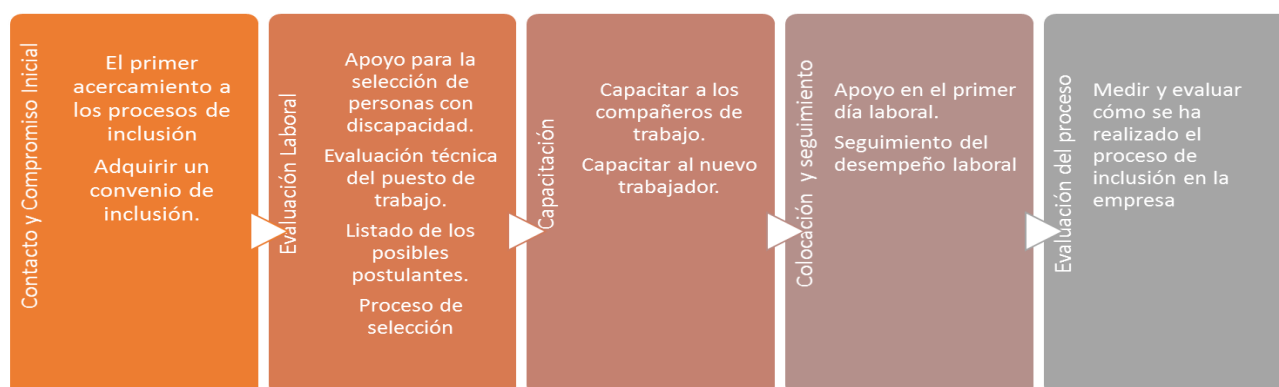 Contacto y Compromiso Inicial
El primer
acercamiento a
los procesos de
inclusión
Adquirir un
convenio de
inclusión.
Evaluación Laboral
Apoyo para la
selección de
personas con
discapacidad.
Evaluación técnica
del puesto de
trabajo.
Listado de los
posibles
postulantes.
Proceso de
selección
Capacitación
Capacitar a los
compañeros de
trabajo.
Capacitar al nuevo
trabajador.
Colocación y seguimiento
Apoyo en el primer
día laboral.
Seguimiento del
desempeño laboral
Evaluación del proceso
Medir y evaluar
cómo se ha
realizado el
proceso de
inclusión en la
empresa